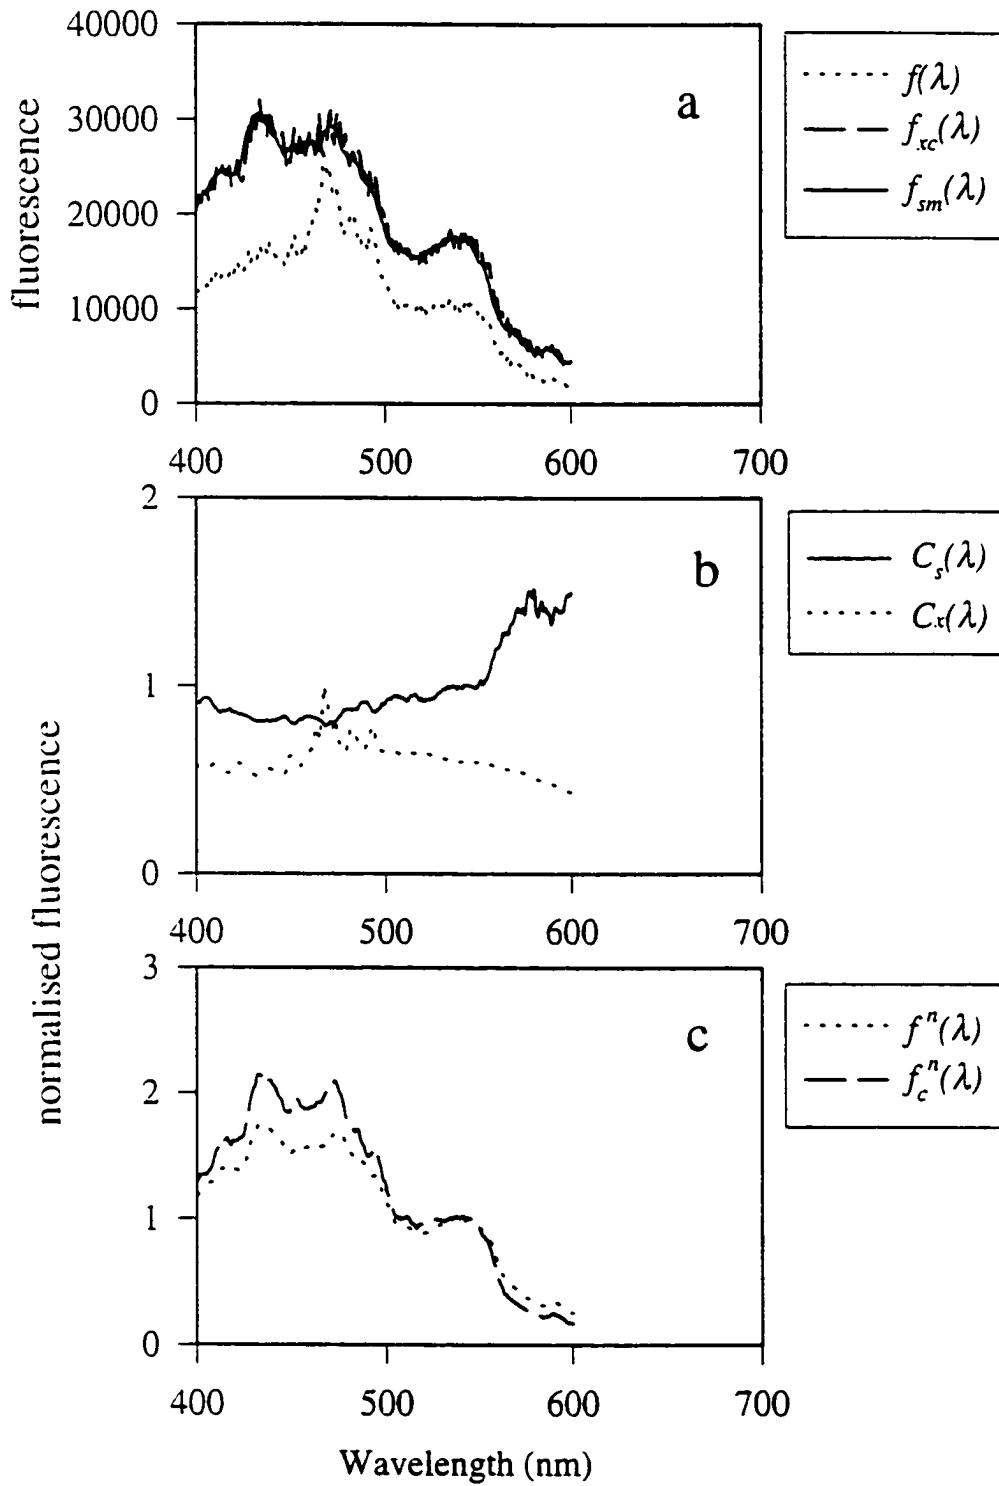 fluorescence
40000
30000
20000
10000
0
400 500 600 700
a
f(λ)
f_xc(λ)
f_sm(λ)
normalised fluorescence
2
1
0
400 500 600 700
b
C_s(λ)
C_x(λ)
3
2
1
0
400 500 600 700
c
f^n(λ)
f_c^n(λ)
Wavelength (nm)